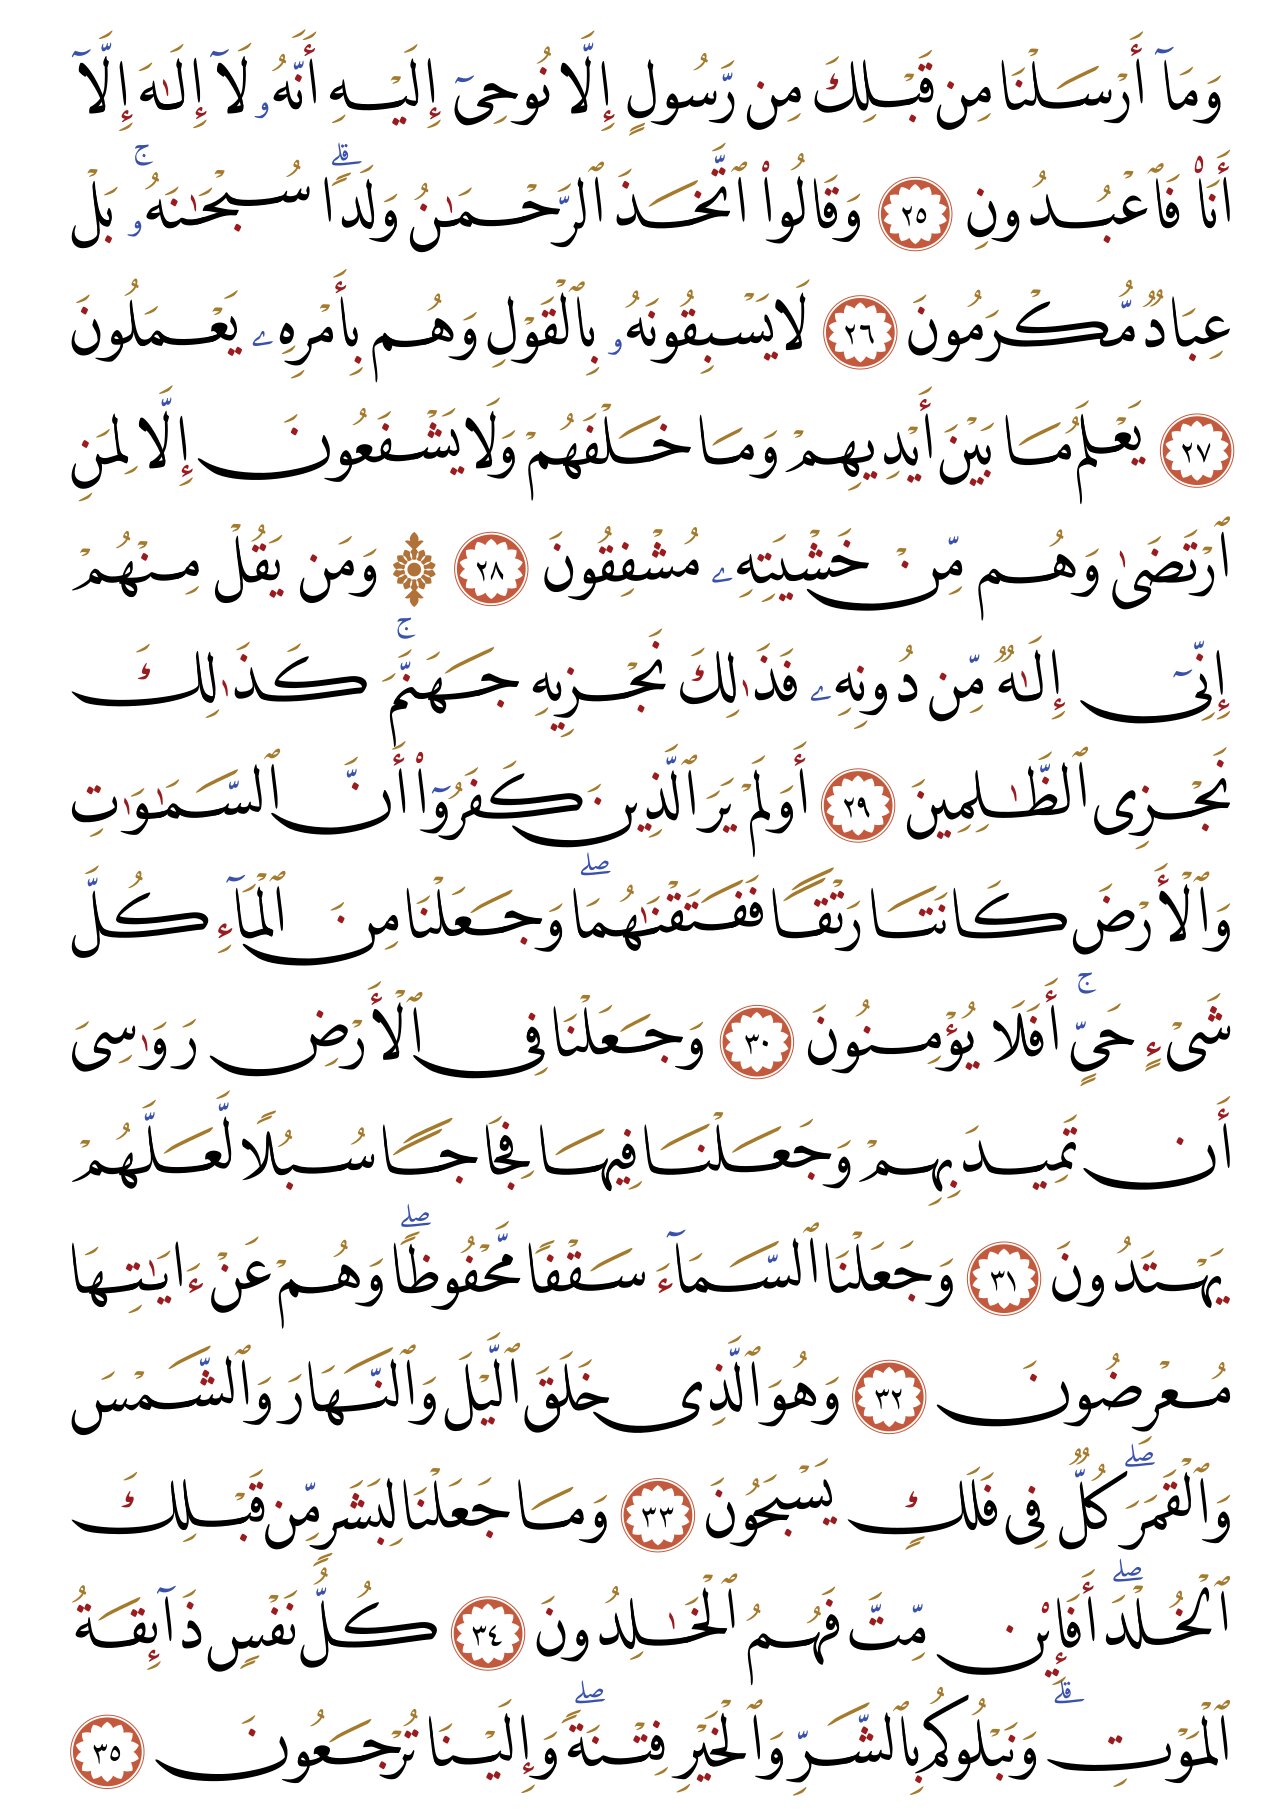 وَمَآ أَرْسَلْنَا مِن قَبْلِكَ مِن رَّسُولٍ إِلَّا نُوحِىٓ إِلَيْهِ أَنَّهُۥ لَآ إِلَـٰهَ إِلَّآ
أَنَا۠ فَٱعْبُدُونِ ٢٥ وَقَالُوا۟ ٱتَّخَذَ ٱلرَّحْمَـٰنُ وَلَدًا ۗ سُبْحَـٰنَهُۥ ۚ بَلْ
عِبَادٌ مُّكْرَمُونَ ٢٦ لَا يَسْبِقُونَهُۥ بِٱلْقَوْلِ وَهُم بِأَمْرِهِۦ يَعْمَلُونَ
٢٧ يَعْلَمُ مَا بَيْنَ أَيْدِيهِمْ وَمَا خَلْفَهُمْ وَلَا يَشْفَعُونَ إِلَّا لِمَنِ
ٱرْتَضَىٰ وَهُم مِّنْ خَشْيَتِهِۦ مُشْفِقُونَ ٢٨ ۞ وَمَن يَقُلْ مِنْهُمْ
إِنِّىٓ إِلَـٰهٌ مِّن دُونِهِۦ فَذَٰلِكَ نَجْزِيهِ جَهَنَّمَ ۚ كَذَٰلِكَ
نَجْزِى ٱلظَّـٰلِمِينَ ٢٩ أَوَلَمْ يَرَ ٱلَّذِينَ كَفَرُوٓا۟ أَنَّ ٱلسَّمَـٰوَٰتِ
وَٱلْأَرْضَ كَانَتَا رَتْقًا فَفَتَقْنَـٰهُمَا ۖ وَجَعَلْنَا مِنَ ٱلْمَآءِ كُلَّ
شَىْءٍ حَىٍّ ۚ أَفَلَا يُؤْمِنُونَ ٣٠ وَجَعَلْنَا فِى ٱلْأَرْضِ رَوَٰسِىَ
أَن تَمِيدَ بِهِمْ وَجَعَلْنَا فِيهَا فِجَاجًا سُبُلًا لَّعَلَّهُمْ
يَهْتَدُونَ ٣١ وَجَعَلْنَا ٱلسَّمَآءَ سَقْفًا مَّحْفُوظًا ۖ وَهُمْ عَنْ ءَايَـٰتِهَا
مُعْرِضُونَ ٣٢ وَهُوَ ٱلَّذِى خَلَقَ ٱلَّيْلَ وَٱلنَّهَارَ وَٱلشَّمْسَ
وَٱلْقَمَرَ ۖ كُلٌّ فِى فَلَكٍ يَسْبَحُونَ ٣٣ وَمَا جَعَلْنَا لِبَشَرٍ مِّن قَبْلِكَ
ٱلْخُلْدَ ۖ أَفَإِي۟ن مِّتَّ فَهُمُ ٱلْخَـٰلِدُونَ ٣٤ كُلُّ نَفْسٍ ذَآئِقَةُ
ٱلْمَوْتِ ۗ وَنَبْلُوكُم بِٱلشَّرِّ وَٱلْخَيْرِ فِتْنَةً ۖ وَإِلَيْنَا تُرْجَعُونَ ٣٥